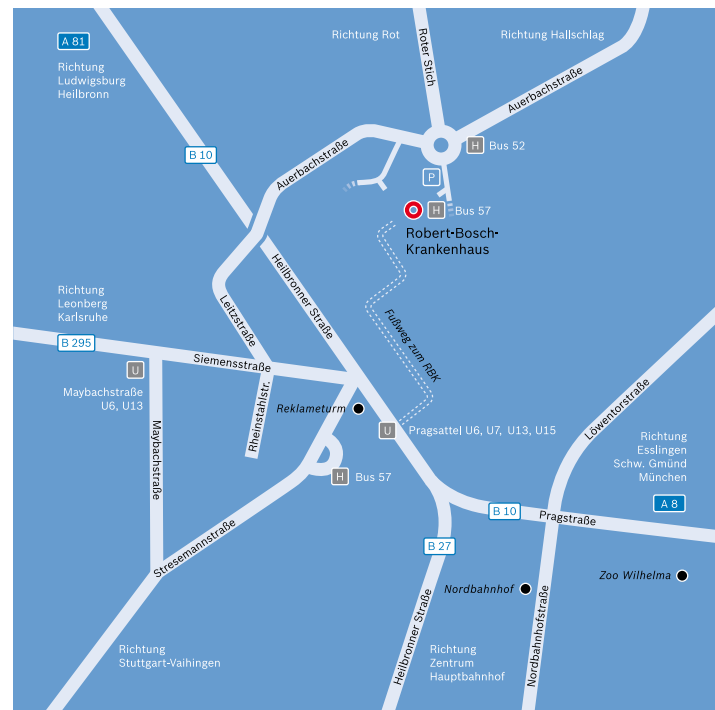 A 81
Richtung
Ludwigsburg
Heilbronn
Richtung Rot
Roter Stich
Richtung Hallschlag
Auerbachstraße
B 10
Auerbachstraße
H Bus 52
P
H Bus 57
Robert-Bosch-
Krankenhaus
Heilbronner Straße
Leitzstraße
Fußweg zum RBK
Richtung
Leonberg
Karlsruhe
B 295
Siemensstraße
U
Maybachstraße
U6, U13
Maybachstraße
Rheinstahlstr.
Reklameturm
U Pragsattel U6, U7, U13, U15
Löwentorstraße
Richtung
Esslingen
Schw. Gmünd
München
A 8
H Bus 57
Stresemannstraße
B 10
Pragstraße
B 27
Nordbahnhof
Zoo Wilhelma
Heilbronner Straße
Nordbahnhofstraße
Richtung
Stuttgart-Vaihingen
Richtung
Zentrum
Hauptbahnhof